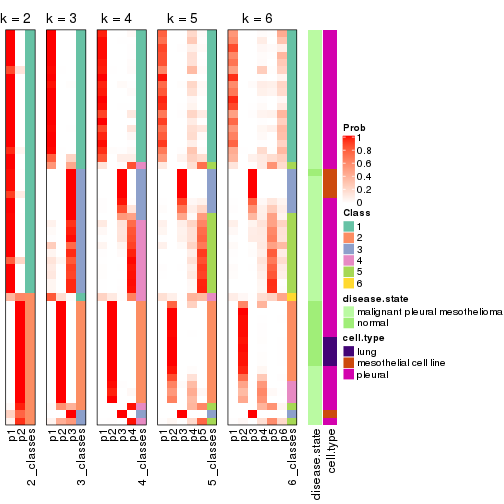 k = 2
k = 3
k = 4
k = 5
k = 6
Prob
1
0.8
0.6
0.4
0.2
0
Class
1
2
3
4
5
6
disease.state
malignant pleural mesothelioma
normal
cell.type
lung
mesothelial cell line
pleural
p1
p2
2_classes
p1
p2
p3
3_classes
p1
p2
p3
p4
4_classes
p1
p2
p3
p4
p5
5_classes
p1
p2
p3
p4
p5
p6
6_classes
disease.state
cell.type